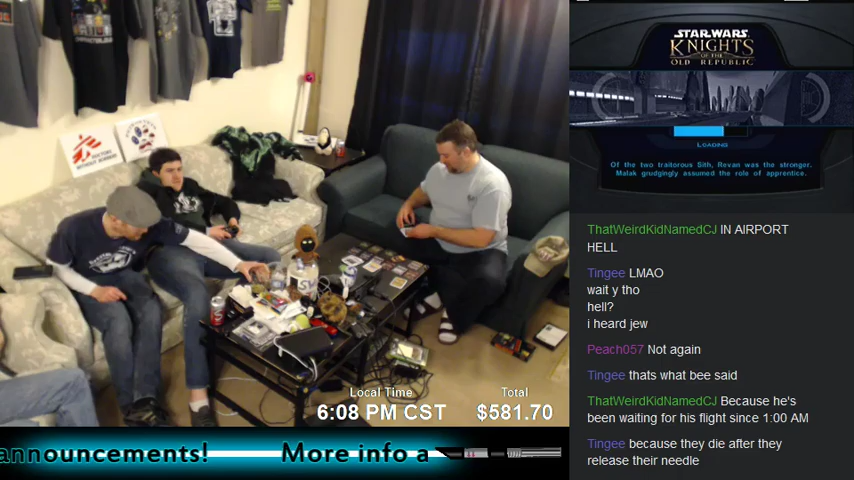 DOCTORS
WITHOUT BORDERS
Local Time
Total
6:08 PM CST
$581.70
announcements!
More info a
STAR WARS
KNIGHTS
OF THE
OLD REPUBLIC
LOADING
Of the two traitorous Sith, Revan was the stronger.
Malak grudgingly assumed the role of apprentice.
ThatWeirdKidNamedCJ IN AIRPORT
HELL
Tingee LMAO
wait y tho
hell?
i heard jew
Peach057 Not again
Tingee thats what bee said
ThatWeirdKidNamedCJ Because he's
been waiting for his flight since 1:00 AM
Tingee because they die after they
release their needle